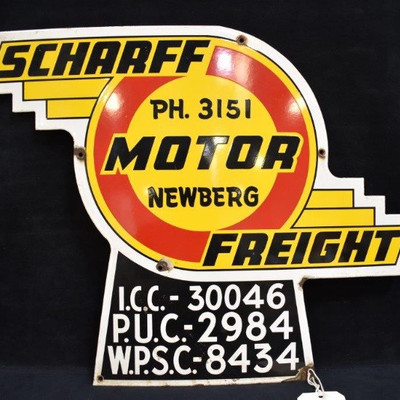 SCHARFF
PH. 3151
MOTOR
NEWBERG
FREIGHT
I.C.C.-30046
P.U.C.-2984
W.P.S.C.-8434